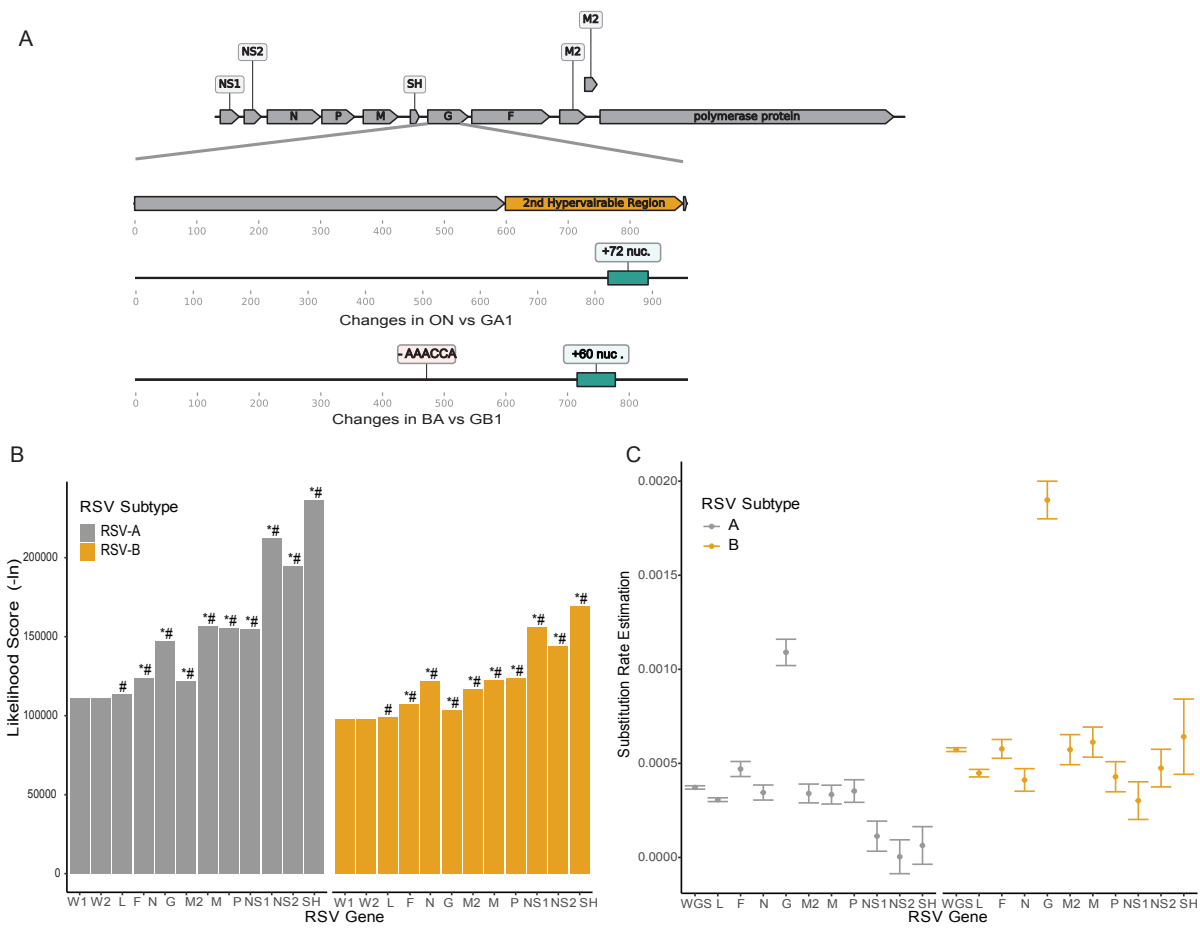 A
M2
NS2
M2
NS1
SH
N P M G F polymerase protein
2nd Hypervairable Region
0 100 200 300 400 500 600 700 800
+72 nuc.
0 100 200 300 400 500 600 700 800 900
Changes in ON vs GA1
- AAACCA
+60 nuc .
0 100 200 300 400 500 600 700 800
Changes in BA vs GB1
B
RSV Subtype
RSV-A
RSV-B
Likelihood Score (-ln)
200000
150000
100000
50000
0
# *# *# *# *# *# *# *# *# *# *#
# *# *# *# *# *# *# *# *# *#
W1 W2 L F N G M2 M P NS1 NS2 SH
W1 W2 L F N G M2 M P NS1 NS2 SH
RSV Gene
C
RSV Subtype
A
B
Substitution Rate Estimation
0.0020
0.0015
0.0010
0.0005
0.0000
WGS L F N G M2 M P NS1 NS2 SH
WGS L F N G M2 M P NS1 NS2 SH
RSV Gene